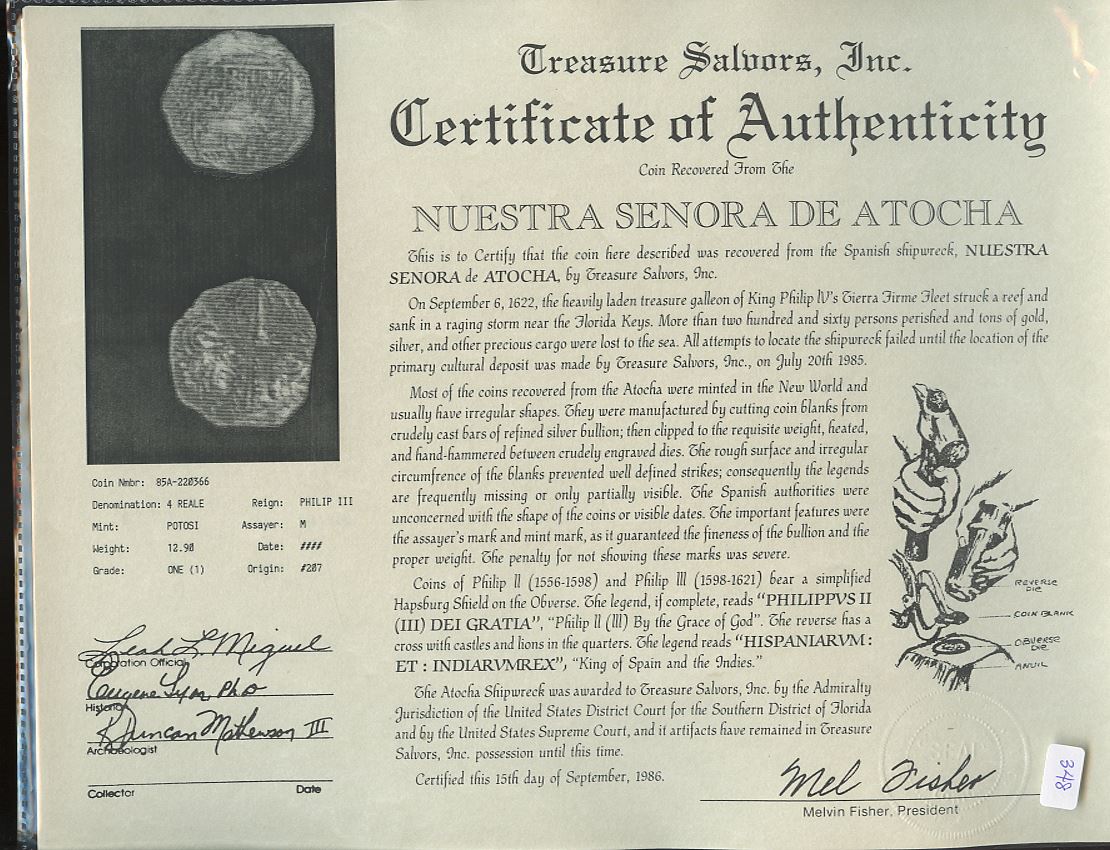 Treasure Salvors, Inc.
Certificate of Authenticity
Coin Recovered From The
NUESTRA SENORA DE ATOCHA
This is to Certify that the coin here described was recovered from the Spanish shipwreck, NUESTRA
SENORA de ATOCHA, by Treasure Salvors, Inc.
On September 6, 1622, the heavily laden treasure galleon of King Philip IV's Tierra Firme Fleet struck a reef and
sank in a raging storm near the Florida Keys. More than two hundred and sixty persons perished and tons of gold,
silver, and other precious cargo were lost to the sea. All attempts to locate the shipwreck failed until the location of the
primary cultural deposit was made by Treasure Salvors, Inc., on July 20th 1985.
Most of the coins recovered from the Atocha were minted in the New World and
usually have irregular shapes. They were manufactured by cutting coin blanks from
crudely cast bars of refined silver bullion; then clipped to the requisite weight, heated,
and hand-hammered between crudely engraved dies. The rough surface and irregular
circumfrence of the blanks prevented well defined strikes; consequently the legends
are frequently missing or only partially visible. The Spanish authorities were
unconcerned with the shape of the coins or visible dates. The important features were
the assayer's mark and mint mark, as it guaranteed the fineness of the bullion and the
proper weight. The penalty for not showing these marks was severe.
Coins of Philip II (1556-1598) and Philip III (1598-1621) bear a simplified
Hapsburg Shield on the Obverse. The legend, if complete, reads "PHILIPPVS II
(III) DEI GRATIA", "Philip II (III) By the Grace of God". The reverse has a
cross with castles and lions in the quarters. The legend reads "HISPANIARVM :
ET : INDIARVMREX", "King of Spain and the Indies."
The Atocha Shipwreck was awarded to Treasure Salvors, Inc. by the Admiralty
Jurisdiction of the United States District Court for the Southern District of Florida
and by the United States Supreme Court, and it artifacts have remained in Treasure
Salvors, Inc. possession until this time.
Certified this 15th day of September, 1986.
Mel Fisher
Melvin Fisher, President
REVERSE DIE
COIN BLANK
OBVERSE DIE
ANVIL
348
Coin Nmbr: 85A-220366
Denomination: 4 REALE Reign: PHILIP III
Mint: POTOSI Assayer: M
Weight: 12.90 Date: ####
Grade: ONE (1) Origin: #207
Leah L. Miguel
Corporation Official
Eugene Lyon, PhD
Historian
R Duncan Mathewson III
Archaeologist
Collector Date